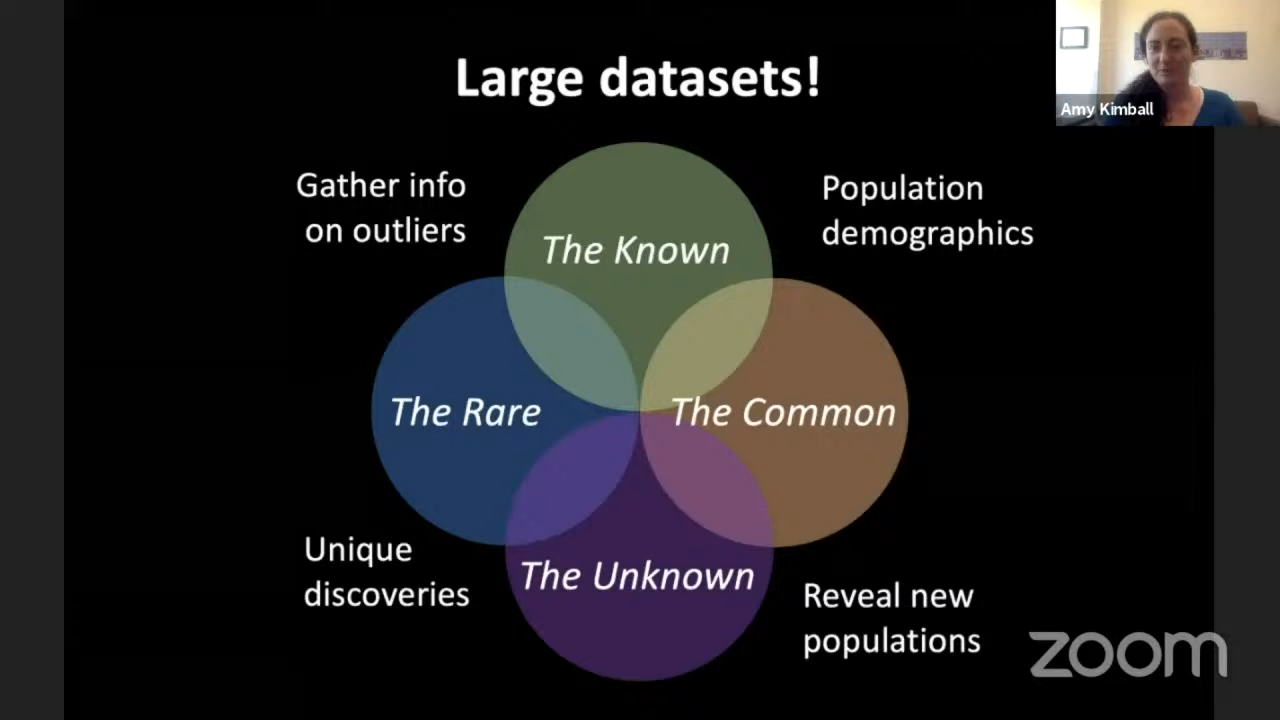 Large datasets!
Amy Kimball
Gather info
on outliers
Population
demographics
The Known
The Rare
The Common
The Unknown
Unique
discoveries
Reveal new
populations
zoom